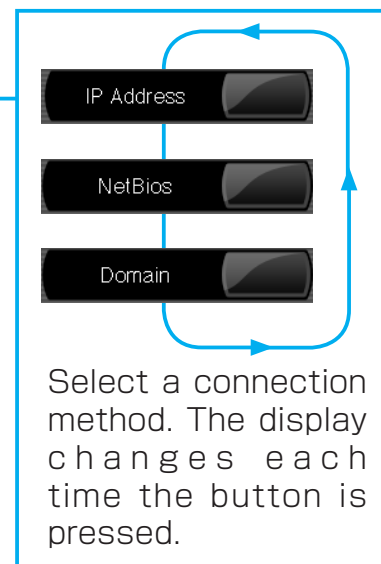 IP Address
NetBios
Domain
Select a connection
method. The display
changes each
time the button is
pressed.